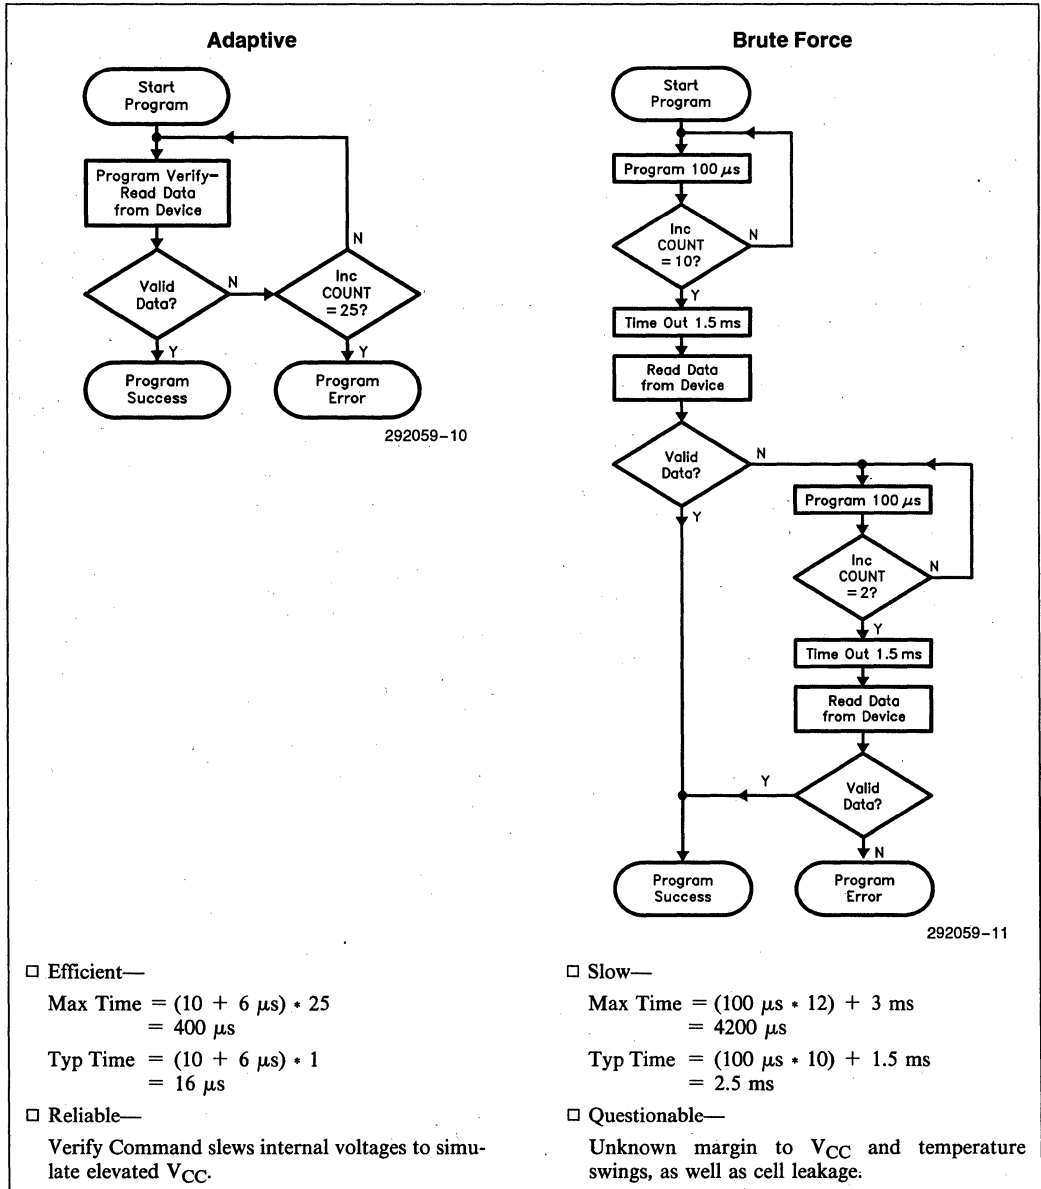 Adaptive
Start
Program
Program Verify–
Read Data
from Device
Valid
Data?
N
Inc
COUNT
= 25?
N
Y
Y
Program
Success
Program
Error
292059–10
□ Efficient—
Max Time = (10 + 6 μs) * 25
= 400 μs
Typ Time = (10 + 6 μs) * 1
= 16 μs
□ Reliable—
Verify Command slews internal voltages to simu-
late elevated VCC.
Brute Force
Start
Program
Program 100 μs
Inc
COUNT
= 10?
N
Y
Time Out 1.5 ms
Read Data
from Device
Valid
Data?
N
Y
Program 100 μs
Inc
COUNT
= 2?
N
Y
Time Out 1.5 ms
Read Data
from Device
Valid
Data?
Y
N
Program
Success
Program
Error
292059–11
□ Slow—
Max Time = (100 μs * 12) + 3 ms
= 4200 μs
Typ Time = (100 μs * 10) + 1.5 ms
= 2.5 ms
□ Questionable—
Unknown margin to VCC and temperature
swings, as well as cell leakage.